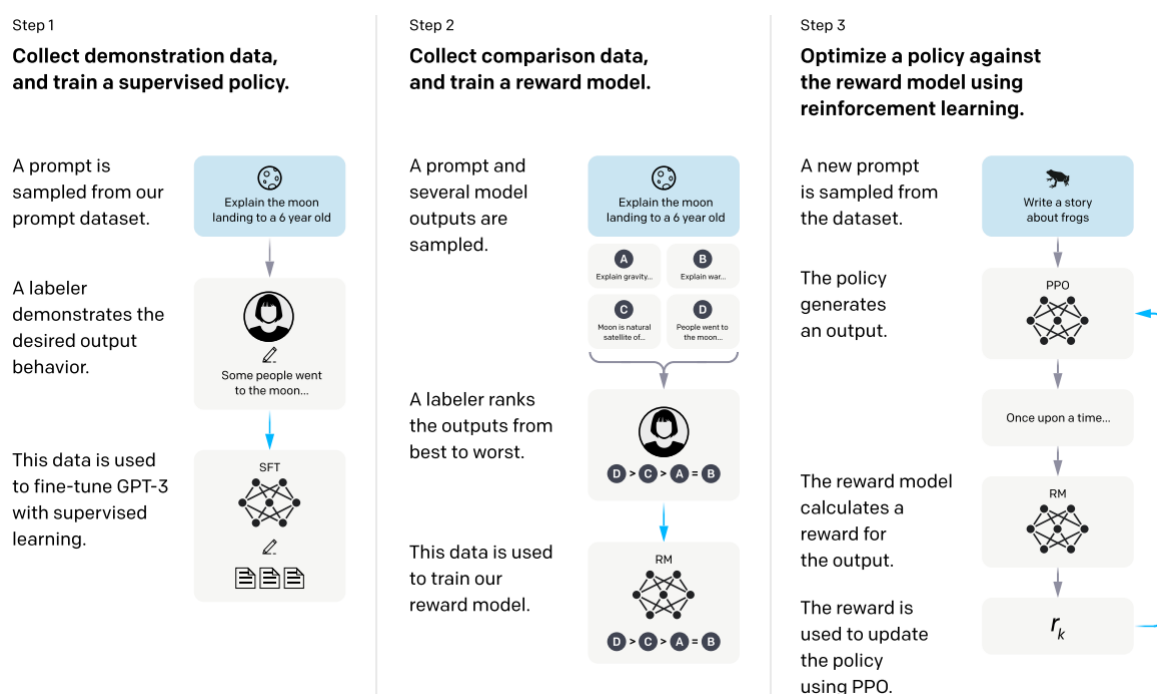 Step 1
Collect demonstration data,
and train a supervised policy.
A prompt is
sampled from our
prompt dataset.
Explain the moon
landing to a 6 year old
A labeler
demonstrates the
desired output
behavior.
Some people went
to the moon...
This data is used
to fine-tune GPT-3
with supervised
learning.
SFT
Step 2
Collect comparison data,
and train a reward model.
A prompt and
several model
outputs are
sampled.
Explain the moon
landing to a 6 year old
A
Explain gravity...
B
Explain war...
C
Moon is natural
satellite of...
D
People went to
the moon...
A labeler ranks
the outputs from
best to worst.
D > C > A = B
This data is used
to train our
reward model.
RM
D > C > A = B
Step 3
Optimize a policy against
the reward model using
reinforcement learning.
A new prompt
is sampled from
the dataset.
Write a story
about frogs
The policy
generates
an output.
PPO
Once upon a time...
The reward model
calculates a
reward for
the output.
RM
The reward is
used to update
the policy
using PPO.
r_k